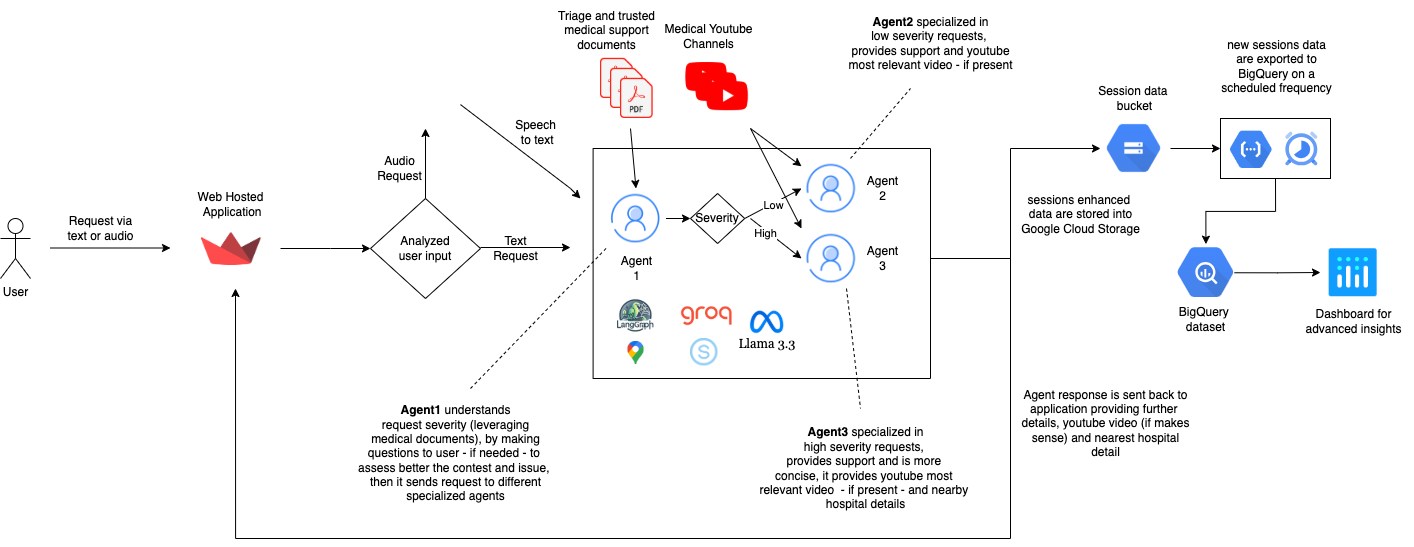 Triage and trusted
medical support
documents
Medical Youtube
Channels
Agent2 specialized in
low severity requests,
provides support and youtube
most relevant video - if present
new sessions data
are exported to
BigQuery on a
scheduled frequency
Session data
bucket
PDF
Speech
to text
Audio
Request
Web Hosted
Application
Request via
text or audio
User
Analyzed
user input
Text
Request
Agent
1
Severity
Low
High
Agent
2
Agent
3
LangGraph
groq
S
Llama 3.3
sessions enhanced
data are stored into
Google Cloud Storage
BigQuery
dataset
Dashboard for
advanced insights
Agent1 understands
request severity (leveraging
medical documents), by making
questions to user - if needed - to
assess better the contest and issue,
then it sends request to different
specialized agents
Agent3 specialized in
high severity requests,
provides support and is more
concise, it provides youtube most
relevant video - if present - and nearby
hospital details
Agent response is sent back to
application providing further
details, youtube video (if makes
sense) and nearest hospital
detail